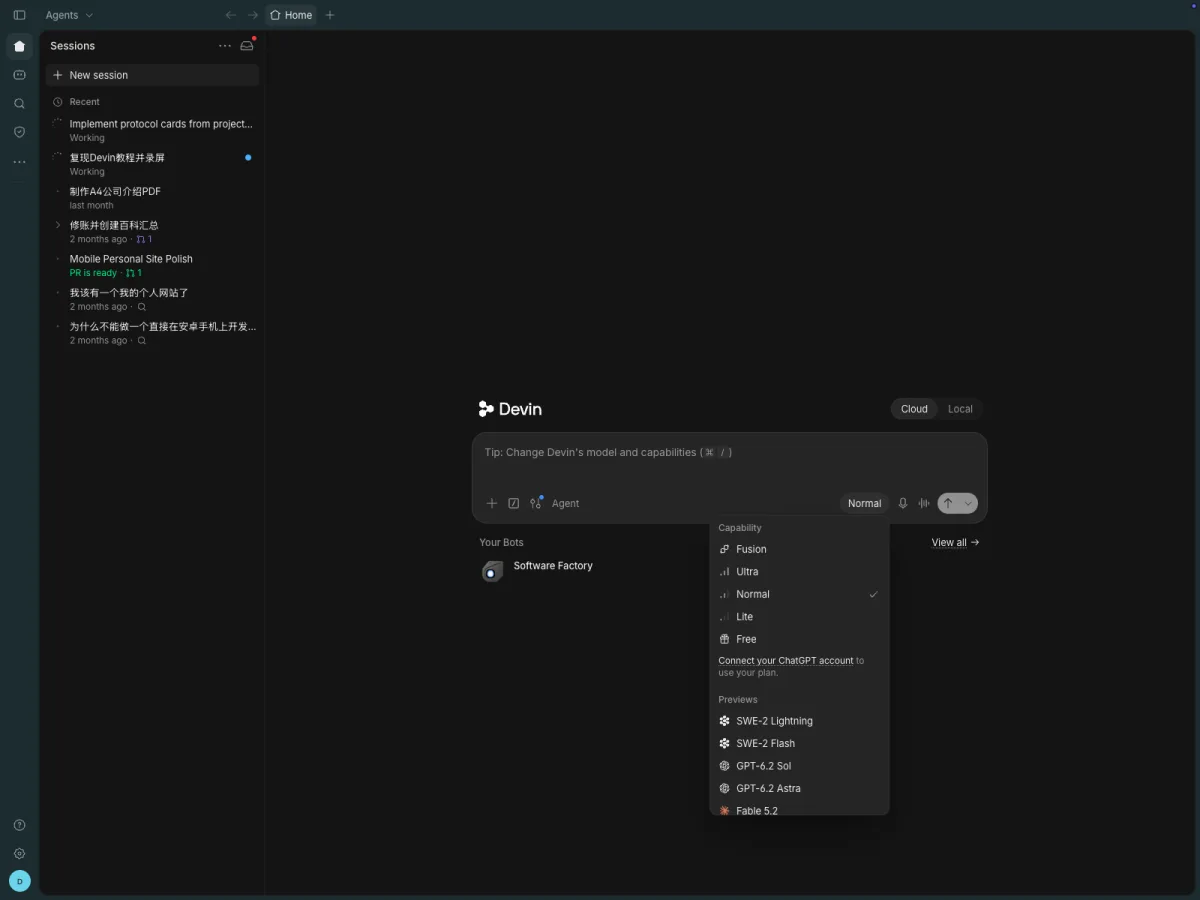 Agents
Home
Sessions
New session
Recent
Implement protocol cards from project...
Working
复现Devin教程并录屏
Working
制作A4公司介绍PDF
last month
修账并创建百科汇总
2 months ago · 1
Mobile Personal Site Polish
PR is ready · 1
我该有一个我的个人网站了
2 months ago ·
为什么不能做一个直接在安卓手机上开发...
2 months ago ·
D
Devin
Cloud
Local
Tip: Change Devin's model and capabilities ( ⌘ / )
Agent
Normal
Your Bots
View all →
Software Factory
Capability
Fusion
Ultra
Normal
Lite
Free
Connect your ChatGPT account to
use your plan.
Previews
SWE-2 Lightning
SWE-2 Flash
GPT-6.2 Sol
GPT-6.2 Astra
Fable 5.2